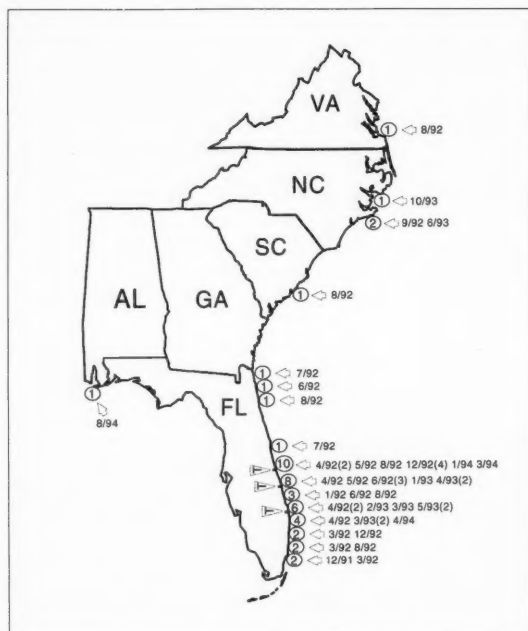 VA
① ⇦ 8/92
NC
① ⇦ 10/93
② ⇦ 9/92 6/93
SC
① ⇦ 8/92
AL
GA
① ⇦ 7/92
① ⇦ 6/92
① ⇦ 8/92
①
8/94
FL
① ⇦ 7/92
⑩ ⇦ 4/92(2) 5/92 8/92 12/92(4) 1/94 3/94
T
⑧ ⇦ 4/92 5/92 6/92(3) 1/93 4/93(2)
T
③ ⇦ 1/92 6/92 8/92
⑥ ⇦ 4/92(2) 2/93 3/93 5/93(2)
T
④ ⇦ 4/92 3/93(2) 4/94
② ⇦ 3/92 12/92
② ⇦ 3/92 8/92
② ⇦ 12/91 3/92